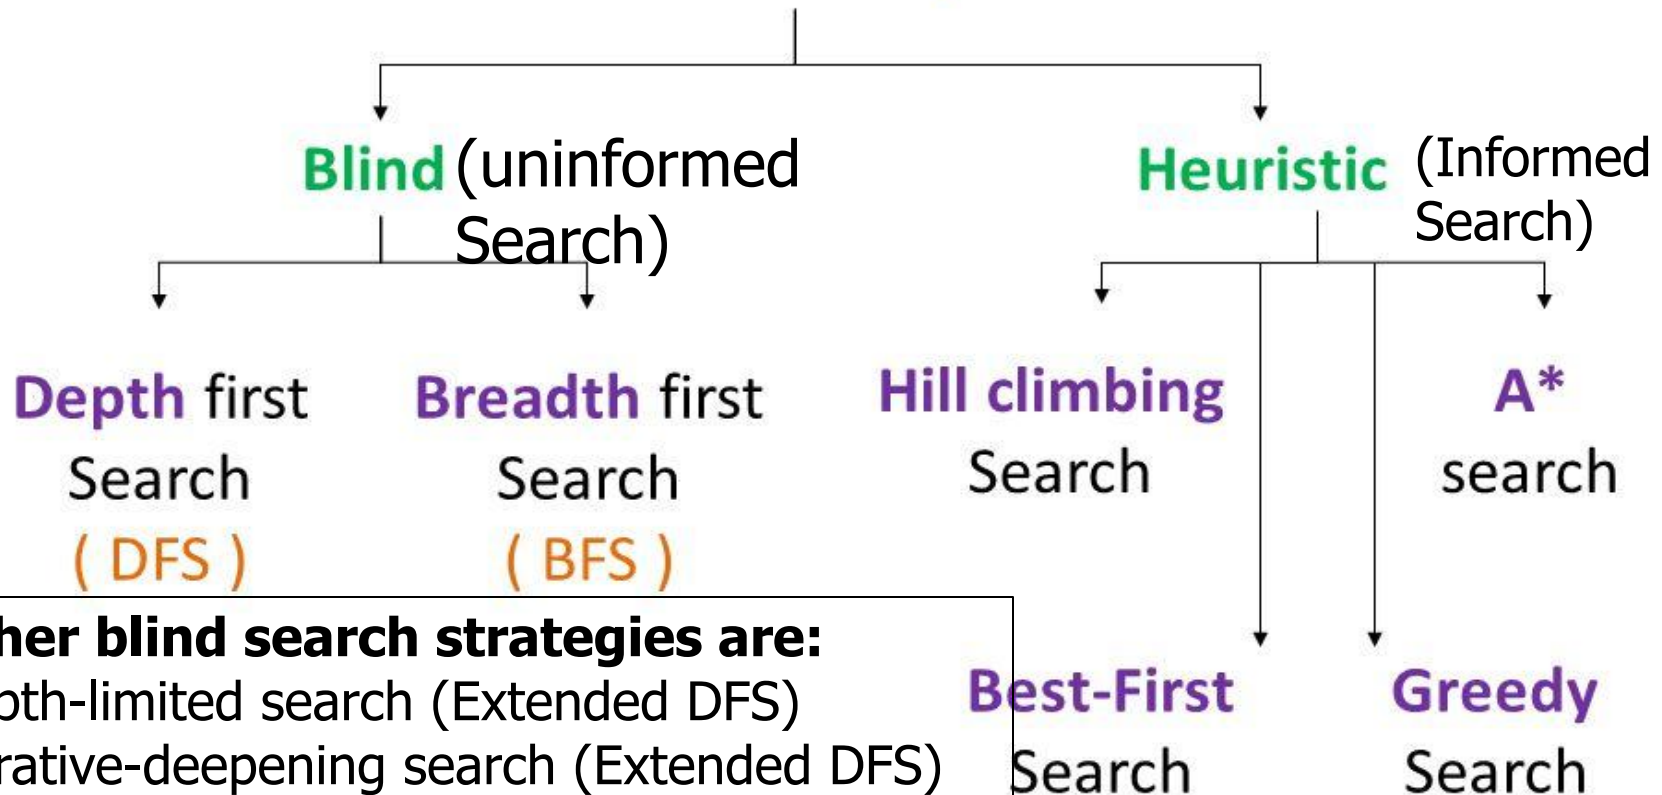 Blind (uninformed
Search)
Heuristic (Informed
Search)
Depth first
Search
( DFS )
Breadth first
Search
( BFS )
Hill climbing
Search
A*
search
her blind search strategies are:
pth-limited search (Extended DFS)
rative-deepening search (Extended DFS)
Best-First
Search
Greedy
Search